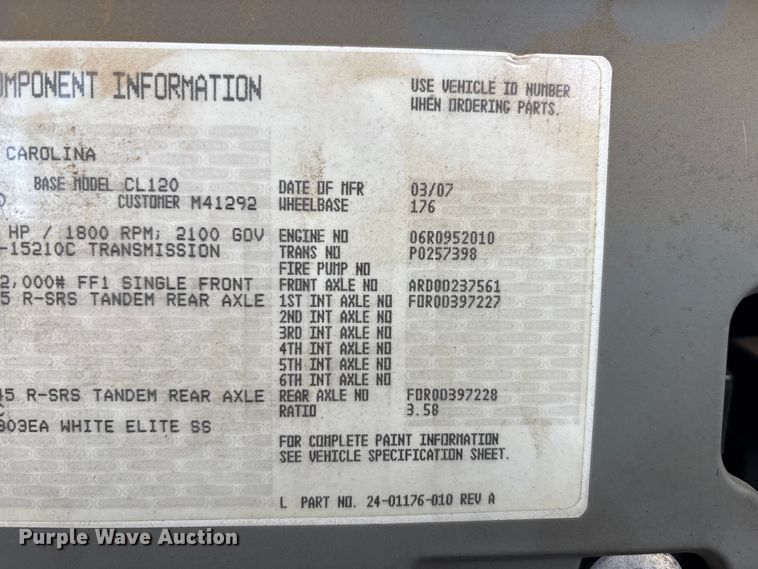 COMPONENT INFORMATION
USE VEHICLE ID NUMBER
WHEN ORDERING PARTS.
CAROLINA
BASE MODEL CL120
CUSTOMER M41292
DATE OF MFR 03/07
WHEELBASE 176
HP / 1800 RPM; 2100 GOV
-15210C TRANSMISSION
2,000# FF1 SINGLE FRONT
5 R-SRS TANDEM REAR AXLE
ENGINE NO 06R0952010
TRANS NO P0257398
FIRE PUMP NO
FRONT AXLE NO ARD00237561
1ST INT AXLE NO FDR00397227
2ND INT AXLE NO
3RD INT AXLE NO
4TH INT AXLE NO
5TH INT AXLE NO
6TH INT AXLE NO
45 R-SRS TANDEM REAR AXLE
REAR AXLE NO FDR00397228
RATIO 3.58
803EA WHITE ELITE SS
FOR COMPLETE PAINT INFORMATION
SEE VEHICLE SPECIFICATION SHEET.
L PART NO. 24-01176-010 REV A
Purple Wave Auction